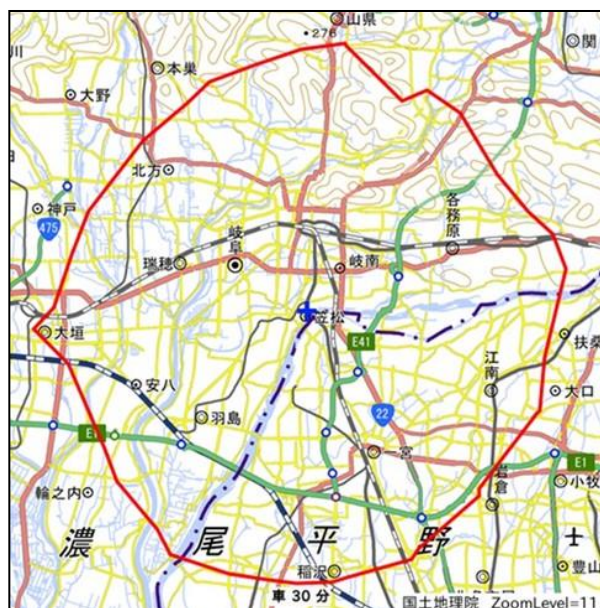 山県
・276
関
川
本巣
大野
北方
各務原
神戸
475
岐阜
瑞穂
岐南
笠松
大垣
扶桑
E41
江南
安八
大口
22
羽島
一宮
E1
E1
岩倉
小牧
輪之内
濃尾平野
士
稲沢
豊山
車 30 分
国土地理院 ZoomLevel=11